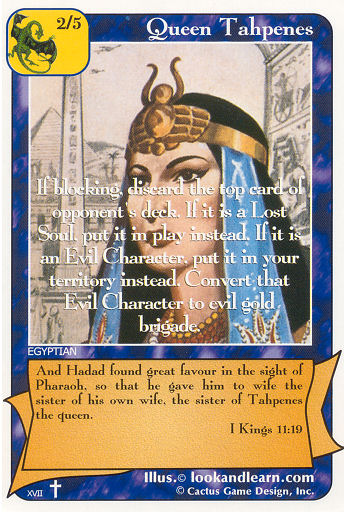 2/5
Queen Tahpenes
If blocking, discard the top card of
opponent's deck. If it is a Lost
Soul, put it in play instead. If it is
an Evil Character, put it in your
territory instead. Convert that
Evil Character to evil gold
brigade.
EGYPTIAN
And Hadad found great favour in the sight of
Pharaoh, so that he gave him to wife the
sister of his own wife, the sister of Tahpenes
the queen.
I Kings 11:19
Illus.© lookandlearn.com
XVII
© Cactus Game Design, Inc.